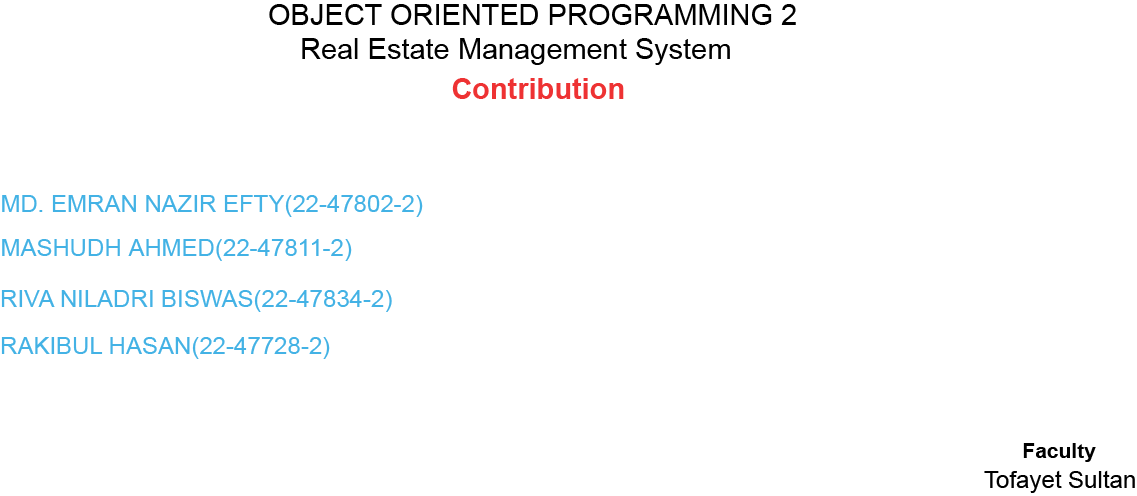 OBJECT ORIENTED PROGRAMMING 2
Real Estate Management System
Contribution
MD. EMRAN NAZIR EFTY(22-47802-2)
MASHUDH AHMED(22-47811-2)
RIVA NILADRI BISWAS(22-47834-2)
RAKIBUL HASAN(22-47728-2)
Faculty
Tofayet Sultan